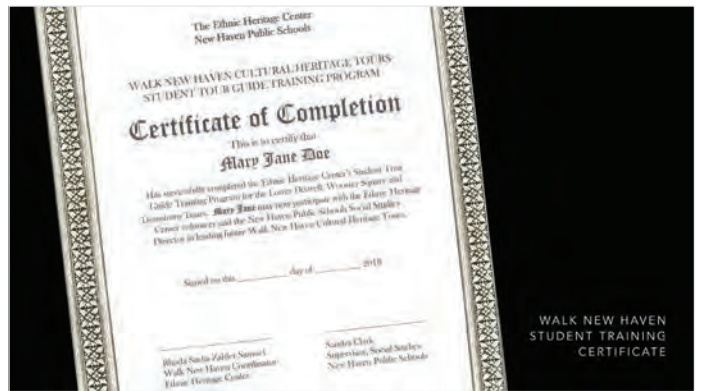 The Ethnic Heritage Center
New Haven Public Schools
WALK NEW HAVEN CULTURAL HERITAGE TOURS
STUDENT TOUR GUIDE TRAINING PROGRAM
Certificate of Completion
This is to certify that
Mary Jane Doe
Has successfully completed the Ethnic Heritage Center's Student Tour
Guide Training Program for the Lower Dixwell, Wooster Square and
Downtown Tours. Mary Jane may now participate with the Ethnic Heritage
Center volunteers and the New Haven Public Schools Social Studies
Director in leading future Walk New Haven Cultural Heritage Tours.
Signed on this ____________ day of ____________ 2018
Rhoda Zahler Samuel
Walk New Haven Coordinator
Ethnic Heritage Center
Sandra Clark
Supervisor, Social Studies
New Haven Public Schools
WALK NEW HAVEN
STUDENT TRAINING
CERTIFICATE